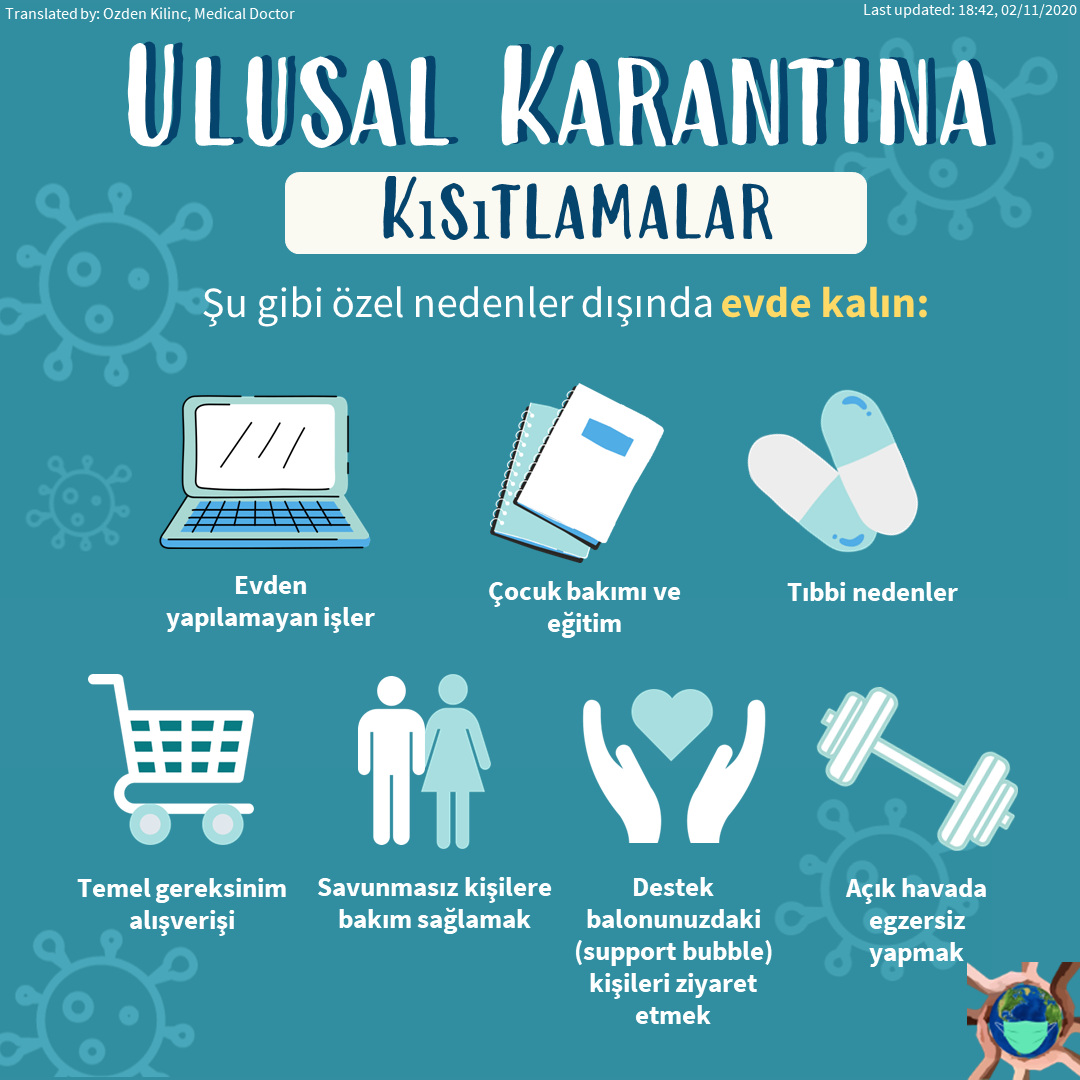 Translated by: Ozden Kilinc, Medical Doctor
Last updated: 18:42, 02/11/2020
ULUSAL KARANTINA
KıSıTLAMALAR
Şu gibi özel nedenler dışında evde kalın:
Evden
yapılamayan işler
Çocuk bakımı ve
eğitim
Tıbbi nedenler
Temel gereksinim
alışverişi
Savunmasız kişilere
bakım sağlamak
Destek
balonunuzdaki
(support bubble)
kişileri ziyaret
etmek
Açık havada
egzersiz
yapmak